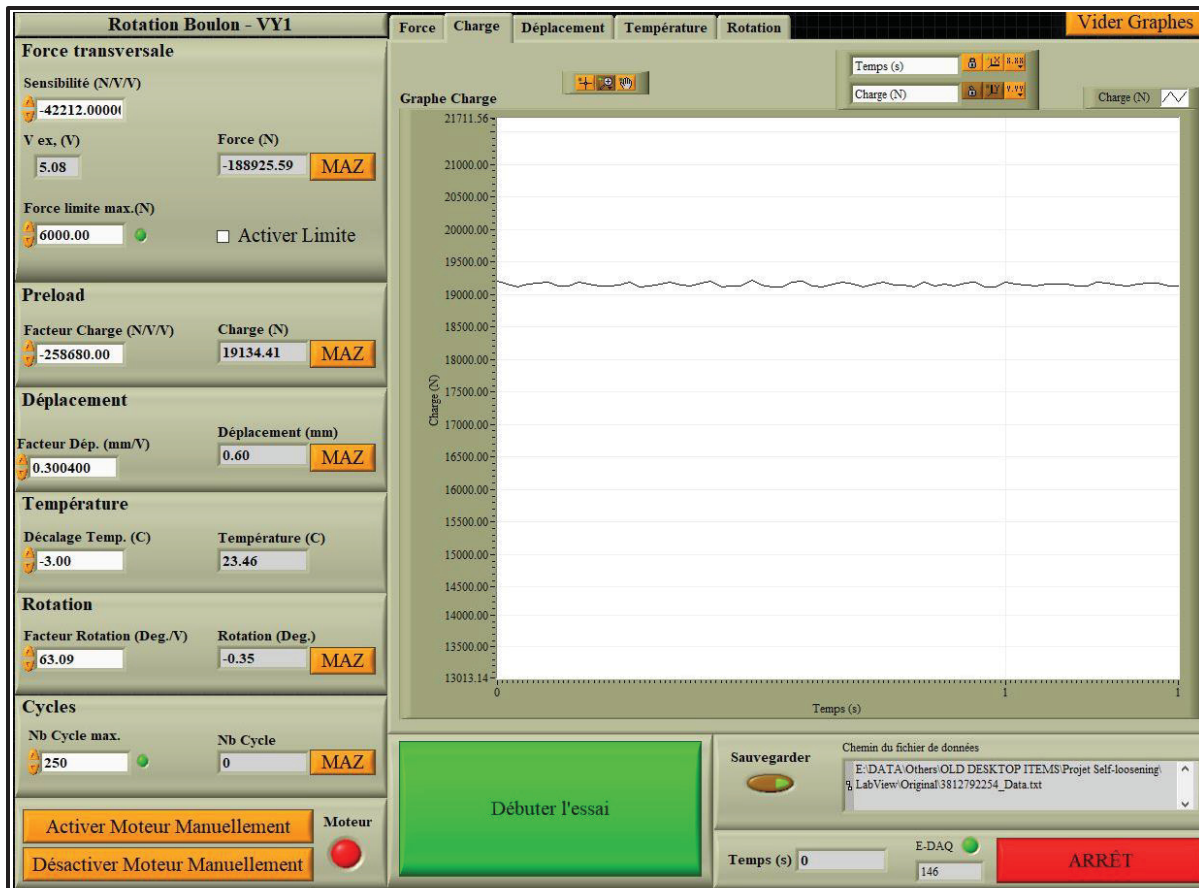 Rotation Boulon - VY1
Force transversale
Sensibilité (N/V/V)
-42212.0000
V ex, (V)
Force (N)
5.08
-188925.59
MAZ
Force limite max.(N)
6000.00
Activer Limite
Preload
Facteur Charge (N/V/V)
Charge (N)
-258680.00
19134.41
MAZ
Déplacement
Facteur Dép. (mm/V)
Déplacement (mm)
0.300400
0.60
MAZ
Température
Décalage Temp. (C)
Température (C)
-3.00
23.46
Rotation
Facteur Rotation (Deg./V)
Rotation (Deg.)
63.09
-0.35
MAZ
Cycles
Nb Cycle max.
Nb Cycle
250
0
MAZ
Activer Moteur Manuellement
Moteur
Désactiver Moteur Manuellement
Force
Charge
Déplacement
Température
Rotation
Vider Graphes
Temps (s)
Charge (N)
Graphe Charge
Charge (N)
21711.56
21000.00
20500.00
20000.00
19500.00
19000.00
18500.00
18000.00
17500.00
17000.00
16500.00
16000.00
15500.00
15000.00
14500.00
14000.00
13500.00
13013.14
Charge (N)
0
1
1
Temps (s)
Débuter l'essai
Sauvegarder
Chemin du fichier de données
E:\DATA\Others\OLD DESKTOP ITEMS\Projet Self-loosening\
LabView\Original\3812792254_Data.txt
Temps (s)
0
E-DAQ
146
ARRÊT